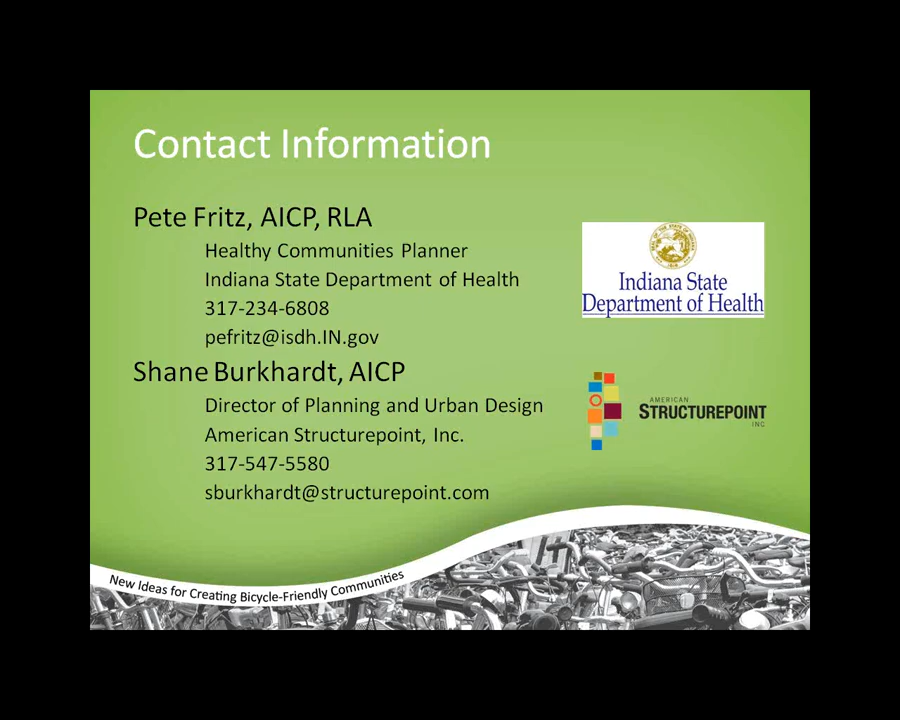 Contact Information
Pete Fritz, AICP, RLA
Healthy Communities Planner
Indiana State Department of Health
317-234-6808
pefritz@isdh.IN.gov
Indiana State
Department of Health
Shane Burkhardt, AICP
Director of Planning and Urban Design
American Structurepoint, Inc.
317-547-5580
sburkhardt@structurepoint.com
AMERICAN
STRUCTUREPOINT
INC
New Ideas for Creating Bicycle-Friendly Communities